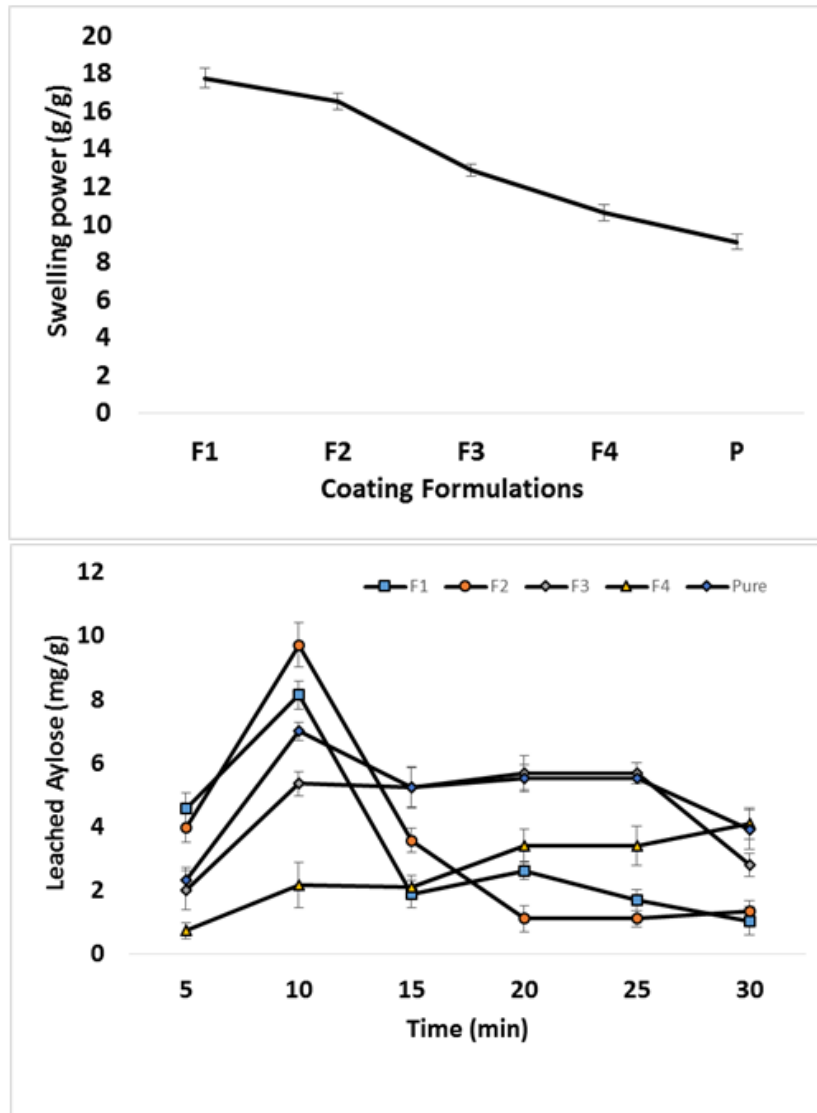 20
18
16
14
12
10
8
6
4
2
0
Swelling power (g/g)
F1 F2 F3 F4 P
Coating Formulations
12
10
8
6
4
2
0
Leached Aylose (mg/g)
F1 F2 F3 F4 Pure
5 10 15 20 25 30
Time (min)